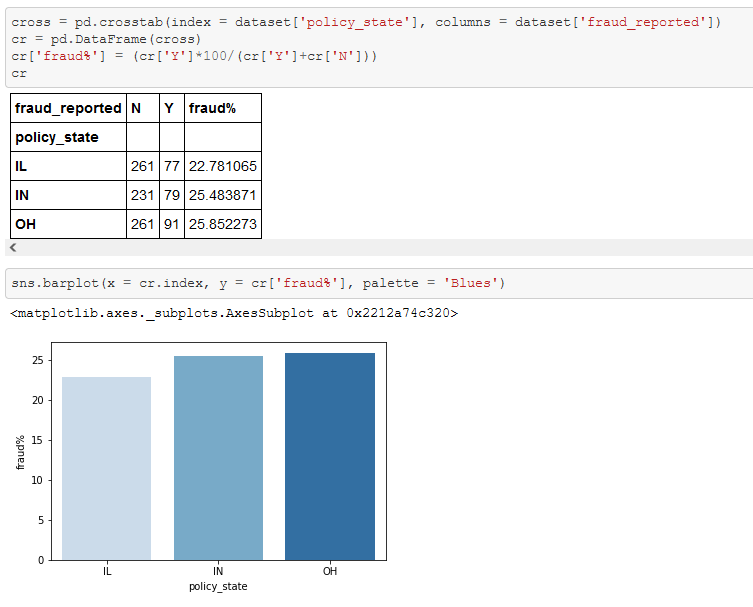 cross = pd.crosstab(index = dataset['policy_state'], columns = dataset['fraud_reported'])
cr = pd.DataFrame(cross)
cr['fraud%'] = (cr['Y']*100/(cr['Y']+cr['N']))
cr
fraud_reported N Y fraud%
policy_state
IL 261 77 22.781065
IN 231 79 25.483871
OH 261 91 25.852273
sns.barplot(x = cr.index, y = cr['fraud%'], palette = 'Blues')
<matplotlib.axes._subplots.AxesSubplot at 0x2212a74c320>
25
20
15
10
5
0
fraud%
IL IN OH
policy_state